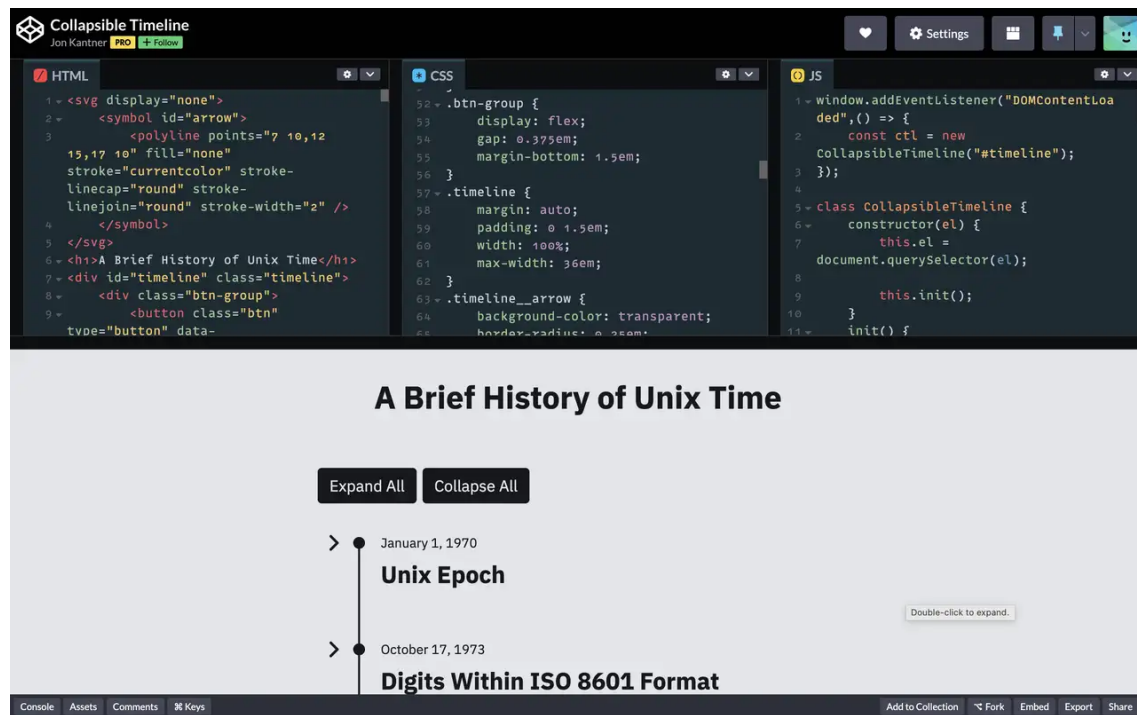 Collapsible Timeline
Jon Kantner PRO + Follow
Settings
HTML
1 <svg display="none">
2 <symbol id="arrow">
3 <polyline points="7 10,12
15,17 10" fill="none"
stroke="currentcolor" stroke-
linecap="round" stroke-
linejoin="round" stroke-width="2" />
4 </symbol>
5 </svg>
6 <h1>A Brief History of Unix Time</h1>
7 <div id="timeline" class="timeline">
8 <div class="btn-group">
9 <button class="btn"
type="button" data-
CSS
52 .btn-group {
53 display: flex;
54 gap: 0.375em;
55 margin-bottom: 1.5em;
56 }
57 .timeline {
58 margin: auto;
59 padding: 0 1.5em;
60 width: 100%;
61 max-width: 36em;
62 }
63 .timeline__arrow {
64 background-color: transparent;
65 border-radius: 0.25em;
JS
1 window.addEventListener("DOMContentLoa
ded",() => {
2 const ctl = new
CollapsibleTimeline("#timeline");
3 });
4
5 class CollapsibleTimeline {
6 constructor(el) {
7 this.el =
document.querySelector(el);
8
9 this.init();
10 }
11 init() {
A Brief History of Unix Time
Expand All Collapse All
January 1, 1970
Unix Epoch
Double-click to expand.
October 17, 1973
Digits Within ISO 8601 Format
Console Assets Comments ⌘ Keys Add to Collection ⌥ Fork Embed Export Share